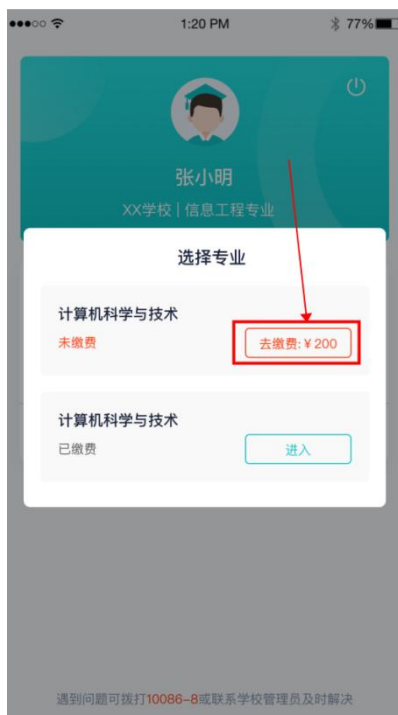 1:20 PM
77%
张小明
XX学校 | 信息工程专业
选择专业
计算机科学与技术
未缴费
去缴费:¥200
计算机科学与技术
已缴费
进入
遇到问题可拨打10086-8或联系学校管理员及时解决